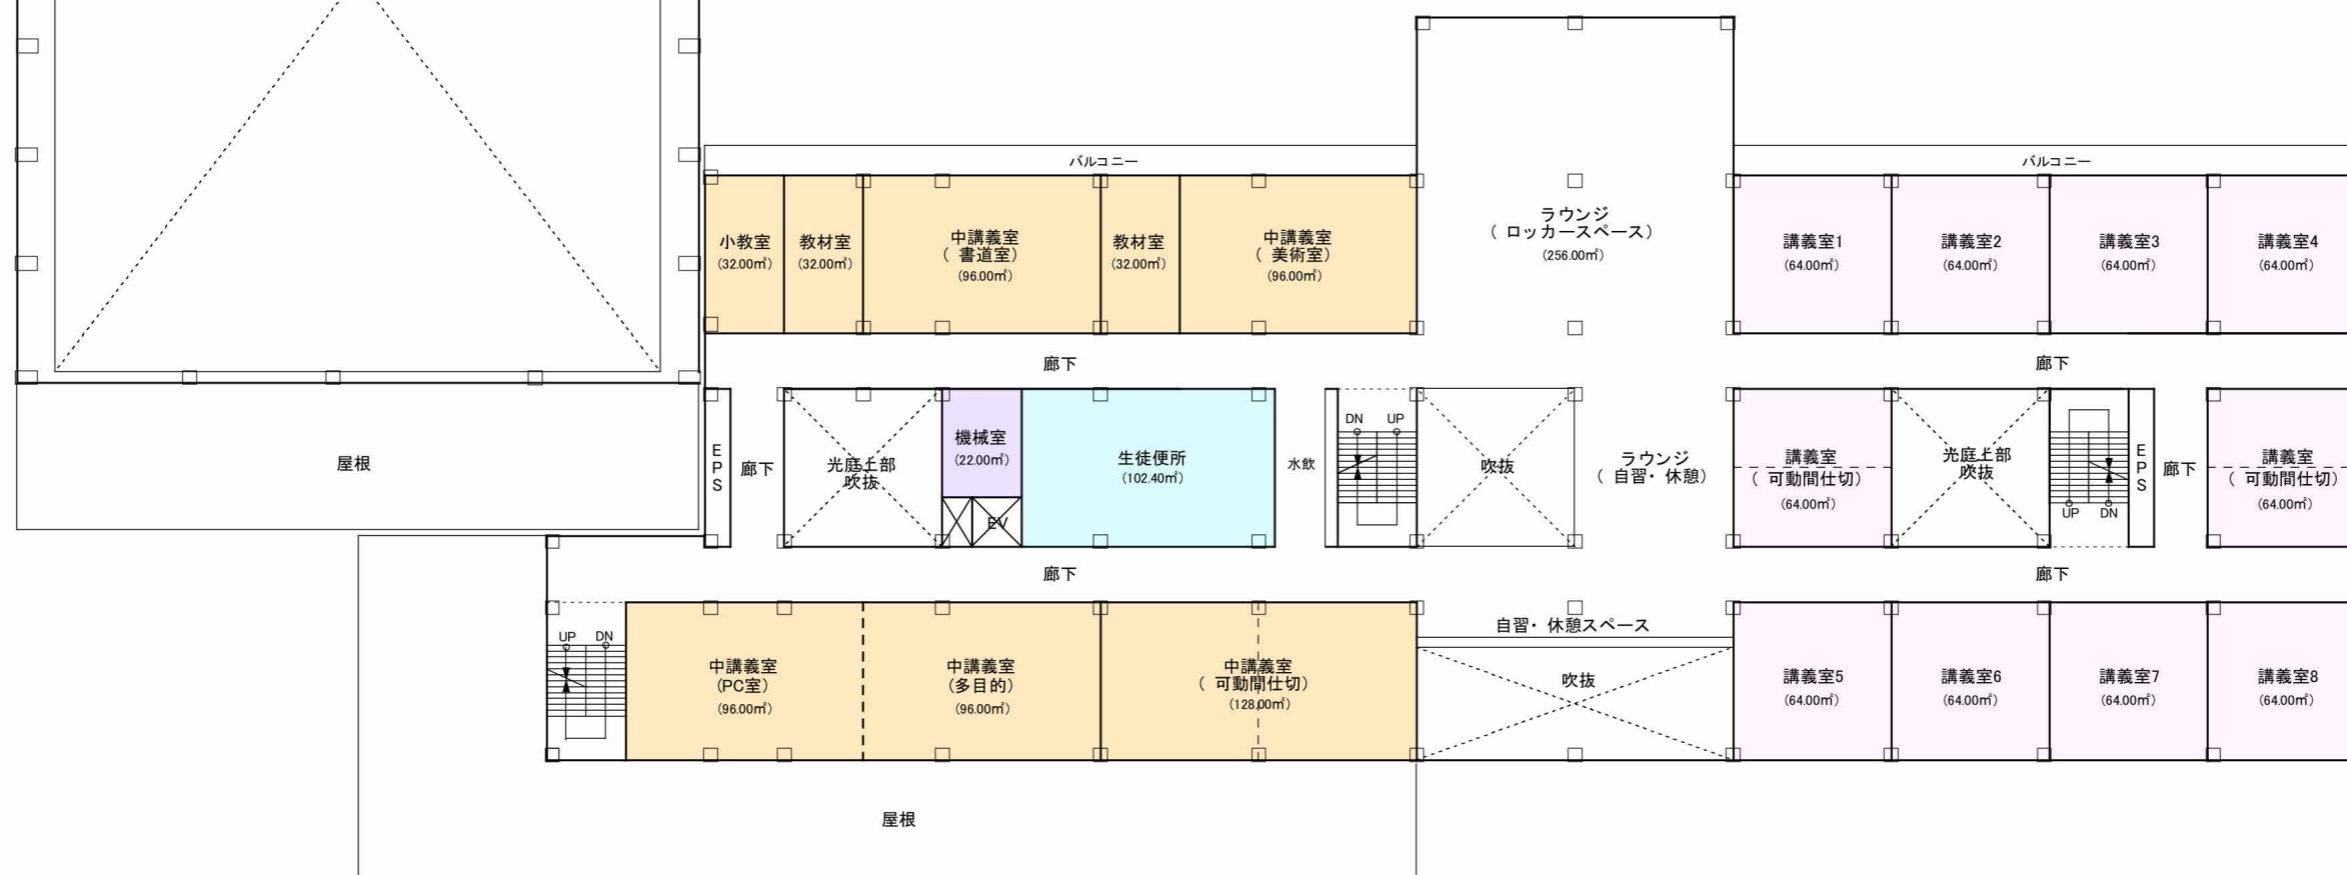 バルコニー
バルコニー
小教室
(32.00㎡)
教材室
(32.00㎡)
中講義室
( 書道室)
(96.00㎡)
教材室
(32.00㎡)
中講義室
( 美術室)
(96.00㎡)
ラウンジ
( ロッカースペース)
(256.00㎡)
講義室1
(64.00㎡)
講義室2
(64.00㎡)
講義室3
(64.00㎡)
講義室4
(64.00㎡)
廊下
廊下
屋根
EPS
廊下
光庭上部
吹抜
機械室
(22.00㎡)
EV
生徒便所
(102.40㎡)
水飲
DN UP
吹抜
ラウンジ
( 自習・休憩)
講義室
( 可動間仕切)
(64.00㎡)
光庭上部
吹抜
UP DN
EPS
廊下
講義室
( 可動間仕切)
(64.00㎡)
廊下
廊下
UP DN
中講義室
(PC室)
(96.00㎡)
中講義室
(多目的)
(96.00㎡)
中講義室
( 可動間仕切)
(128.00㎡)
自習・休憩スペース
吹抜
講義室5
(64.00㎡)
講義室6
(64.00㎡)
講義室7
(64.00㎡)
講義室8
(64.00㎡)
屋根